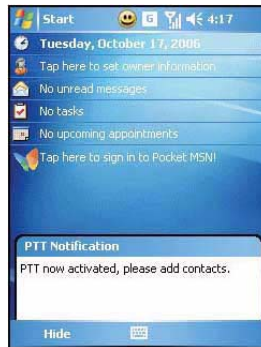 Start G 4:17
Tuesday, October 17, 2006
Tap here to set owner information
No unread messages
No tasks
No upcoming appointments
Tap here to sign in to Pocket MSN!
PTT Notification
PTT now activated, please add contacts.
Hide